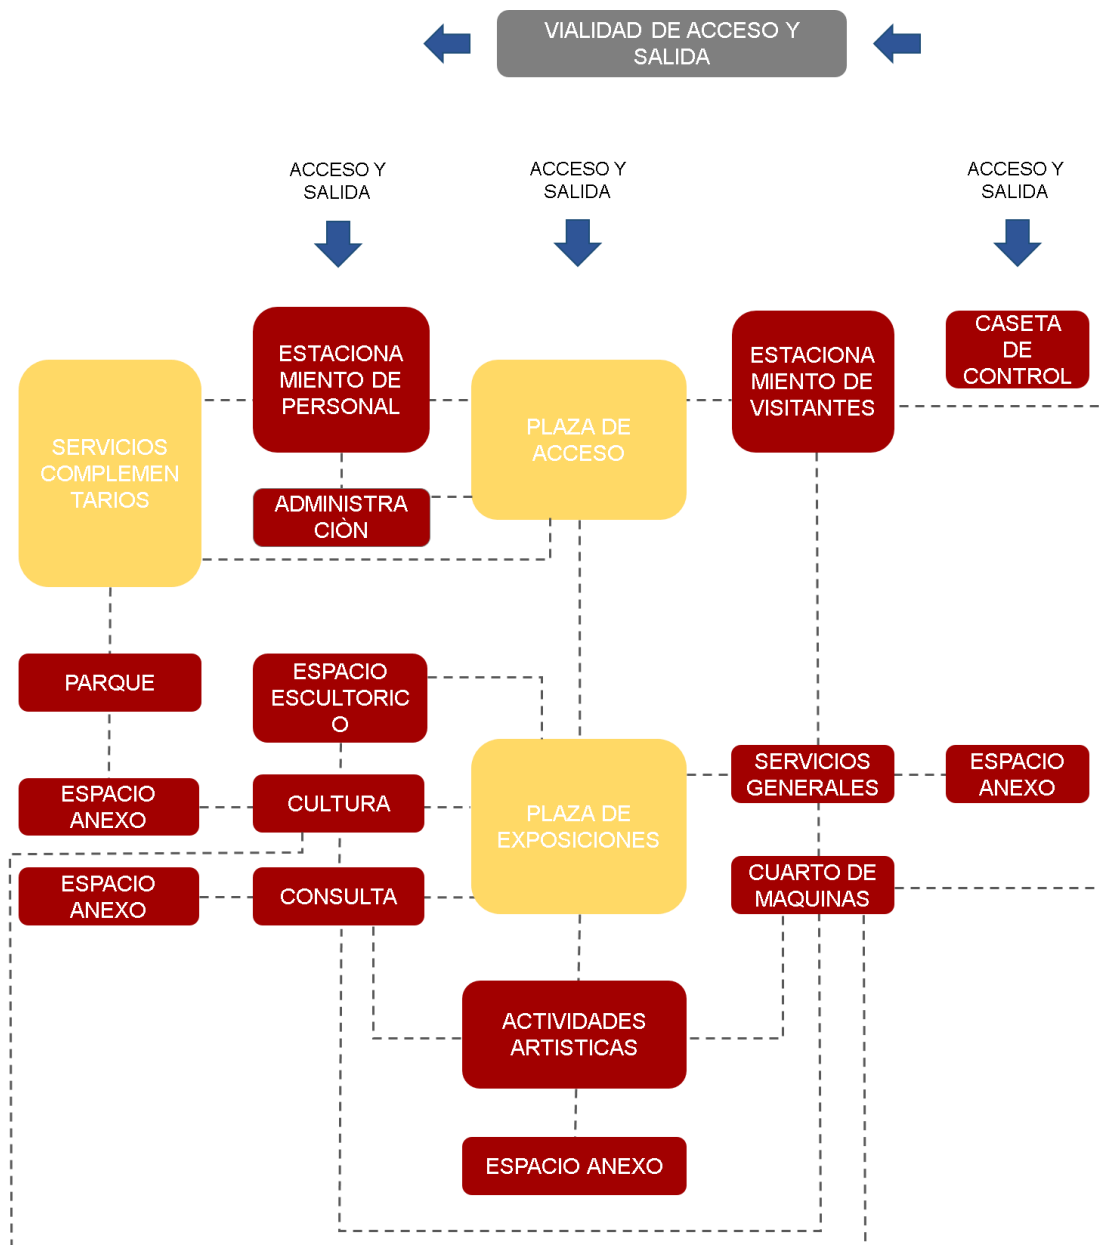 VIALIDAD DE ACCESO Y
SALIDA
ACCESO Y
SALIDA
ACCESO Y
SALIDA
ACCESO Y
SALIDA
ESTACIONA
MIENTO DE
PERSONAL
PLAZA DE
ACCESO
ESTACIONA
MIENTO DE
VISITANTES
CASETA
DE
CONTROL
SERVICIOS
COMPLEMEN
TARIOS
ADMINISTRA
CIÒN
PARQUE
ESPACIO
ESCULTORIC
O
ESPACIO
ANEXO
CULTURA
PLAZA DE
EXPOSICIONES
SERVICIOS
GENERALES
ESPACIO
ANEXO
ESPACIO
ANEXO
CONSULTA
CUARTO DE
MAQUINAS
ACTIVIDADES
ARTISTICAS
ESPACIO ANEXO